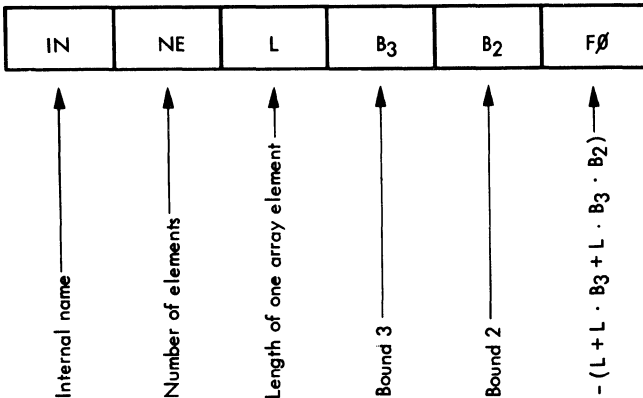 IN NE L B₃ B₂ FØ
Internal name
Number of elements
Length of one array element
Bound 3
Bound 2
- (L + L · B₃ + L · B₃ · B₂)